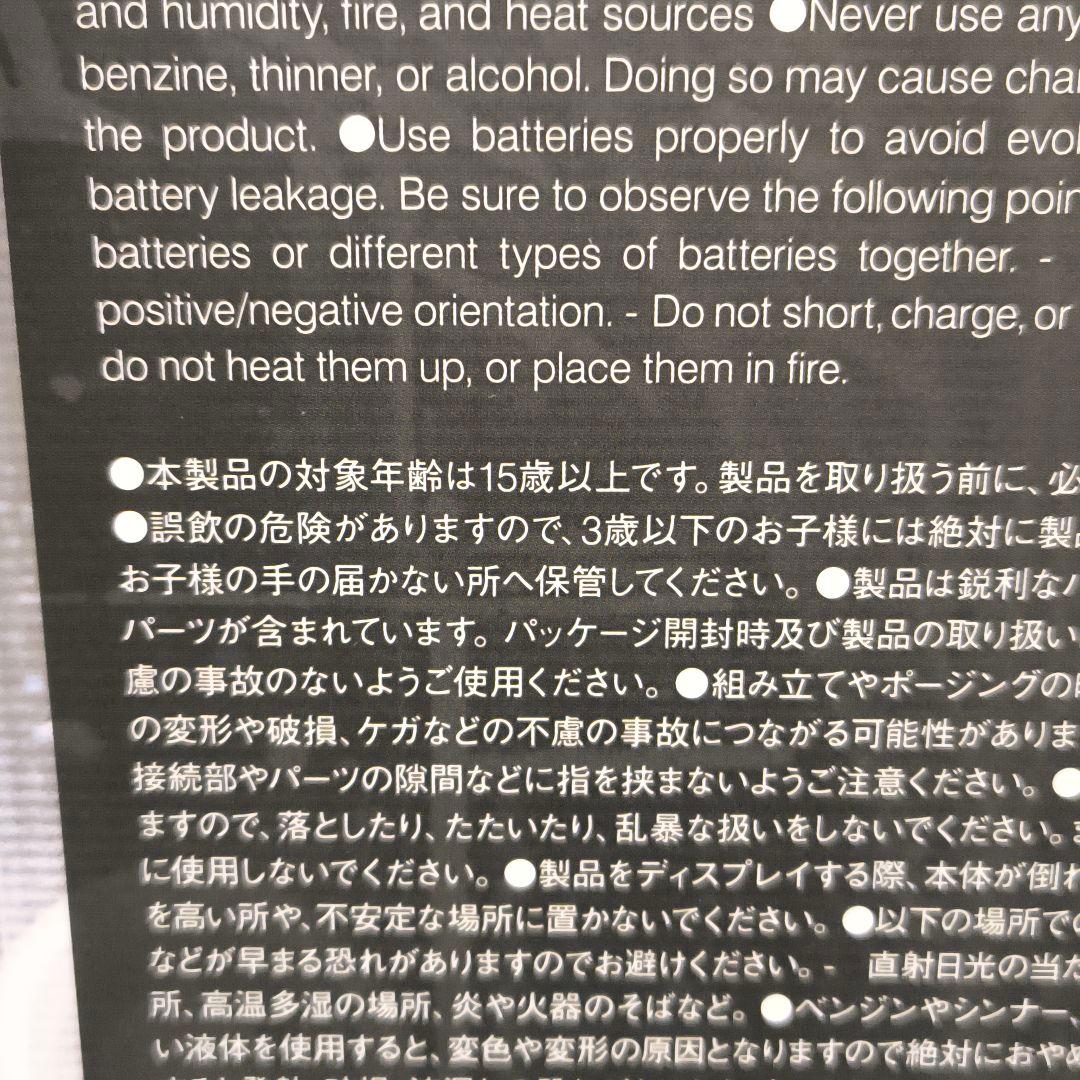 and humidity, fire, and heat sources ●Never use any
benzine, thinner, or alcohol. Doing so may cause
the product. ●Use batteries properly to avoid
battery leakage. Be sure to observe the following
batteries or different types of batteries together. -
positive/negative orientation. - Do not short, charge, or
do not heat them up, or place them in fire.
●本製品の対象年齢は15歳以上です。製品を取り扱う前に、必
●誤飲の危険がありますので、3歳以下のお子様には絶対に製
お子様の手の届かない所へ保管してください。●製品は鋭利な
パーツが含まれています。パッケージ開封時及び製品の取り扱い
慮の事故のないようご使用ください。●組み立てやポージングの
の変形や破損、ケガなどの不慮の事故につながる可能性がありま
接続部やパーツの隙間などに指を挟まないようご注意ください。●
ますので、落としたり、たたいたり、乱暴な扱いをしないでください。
に使用しないでください。●製品をディスプレイする際、本体が倒れ
を高い所や、不安定な場所に置かないでください。●以下の場所での
などが早まる恐れがありますのでお避けください。- 直射日光の当た
所、高温多湿の場所、炎や火器のそばなど。●ベンジンやシンナー、
い液体を使用すると、変色や変形の原因となりますので絶対におやめ